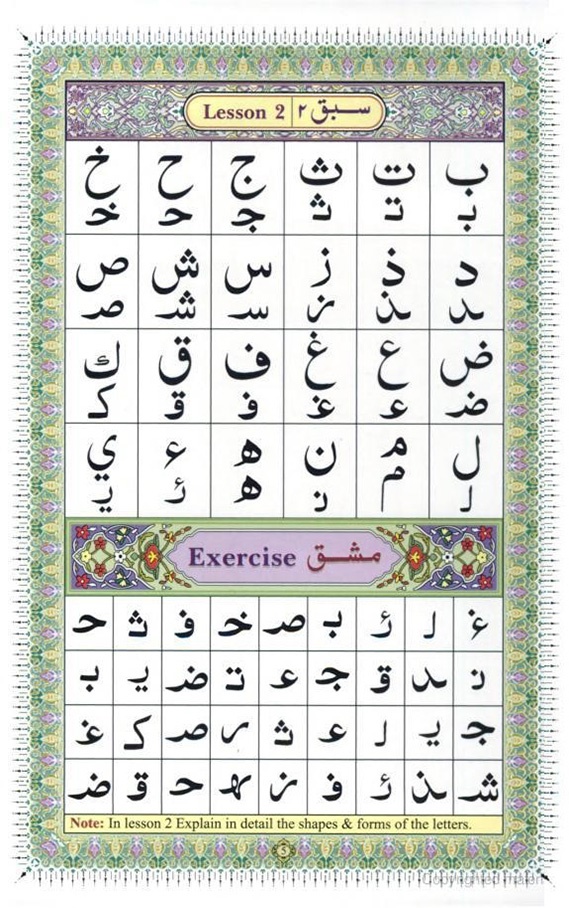 Lesson 2 | سبق ٢
ب ت ث ج ح خ
بـ تـ ثـ جـ حـ خـ
د ذ ز س ش ص
ـد ـذ ـز سـ شـ صـ
ض ع غ ف ق ك
ضـ عـ غـ فـ قـ كـ
ل م ن ه ء ي
لـ مـ نـ هـ ئـ يـ
Exercise مشق
غـ لـ ئـ بـ صـ خـ فـ ثـ حـ
نـ ـد قـ جـ عـ تـ ضـ يـ بـ
جـ يـ لـ عـ ثـ ـر صـ كـ غـ
شـ ـذ ئـ فـ ـز ـهـ حـ قـ ضـ
Note: In lesson 2 Explain in detail the shapes & forms of the letters.
5
Copyrighted material